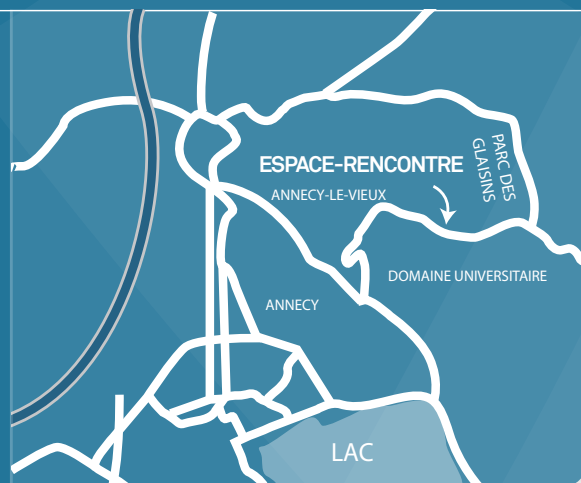 PARC DES
GLAISINS
ESPACE-RENCONTRE
ANNECY-LE-VIEUX
DOMAINE UNIVERSITAIRE
ANNECY
LAC